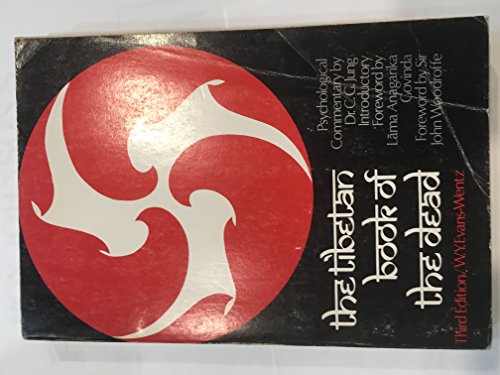 Psychological
Commentary by
Dr. C. G. Jung
Introductory
Foreword by
Lāma Anagarika
Govinda
Foreword by Sir
John Woodroffe
the tibetan
book of
the dead
Third Edition/W.Y. Evans-Wentz